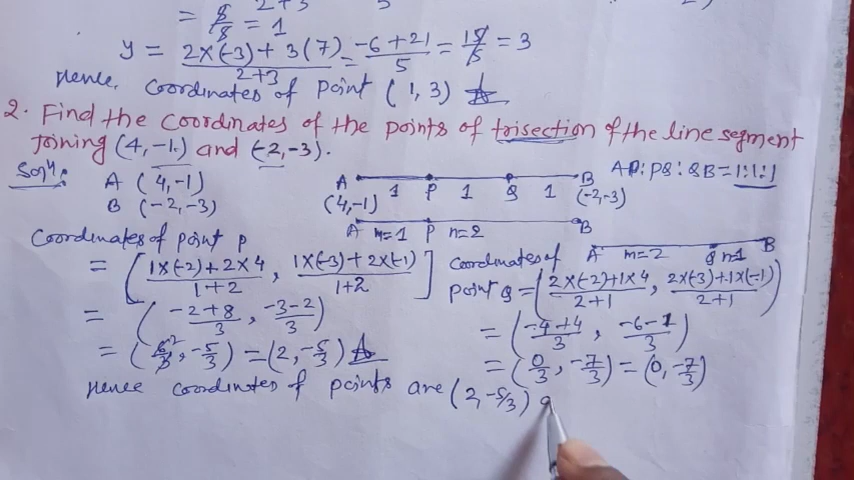 = 8/8 = 1
y = 2×(-3)+3(7)/2+3 = -6+21/5 = 15/5 = 3
Hence, coordinates of point (1, 3)
2. Find the coordinates of the points of trisection of the line segment
joining (4, -1) and (-2, -3).
Solⁿ: A (4, -1)
B (-2, -3)
A 1 P 1 Q 1 B AP:PQ:QB = 1:1:1
(4,-1) (-2,-3)
A m=1 P n=2 B
Coordinates of point P
= [1×(-2)+2×4/1+2, 1×(-3)+2×(-1)/1+2]
= (-2+8/3, -3-2/3)
= (6/3, -5/3) = (2, -5/3)
A m=2 Q n=1 B
Coordinates of
point Q = (2×(-2)+1×4/2+1, 2×(-3)+1×(-1)/2+1)
= (-4+4/3, -6-1/3)
= (0/3, -7/3) = (0, -7/3)
Hence coordinates of points are (2, -5/3)